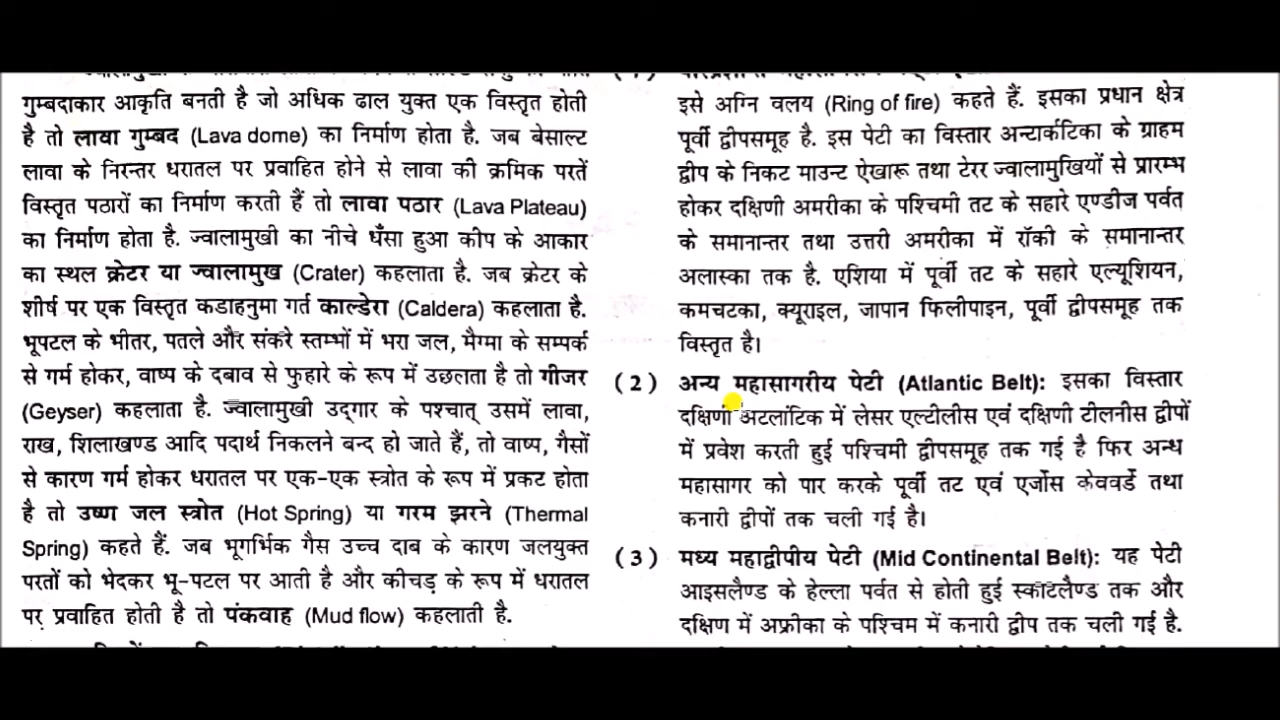 गुम्बदाकार आकृति बनती है जो अधिक ढाल युक्त एक विस्तृत होती
है तो लावा गुम्बद (Lava dome) का निर्माण होता है. जब बेसाल्ट
लावा के निरन्तर धरातल पर प्रवाहित होने से लावा की क्रमिक परतें
विस्तृत पठारों का निर्माण करती हैं तो लावा पठार (Lava Plateau)
का निर्माण होता है. ज्वालामुखी का नीचे धँसा हुआ कीप के आकार
का स्थल क्रेटर या ज्वालामुख (Crater) कहलाता है. जब क्रेटर के
शीर्ष पर एक विस्तृत कडाहनुमा गर्त काल्डेरा (Caldera) कहलाता है.
भूपटल के भीतर, पतले और संकरे स्तम्भों में भरा जल, मैग्मा के सम्पर्क
से गर्म होकर, वाष्प के दबाव से फुहारे के रूप में उछलता है तो गीजर
(Geyser) कहलाता है. ज्वालामुखी उद्गार के पश्चात् उसमें लावा,
राख, शिलाखण्ड आदि पदार्थ निकलने बन्द हो जाते हैं, तो वाष्प, गैसों
से कारण गर्म होकर धरातल पर एक-एक स्त्रोत के रूप में प्रकट होता
है तो उष्ण जल स्त्रोत (Hot Spring) या गरम झरने (Thermal
Spring) कहते हैं. जब भूगर्भिक गैस उच्च दाब के कारण जलयुक्त
परतों को भेदकर भू-पटल पर आती है और कीचड़ के रूप में धरातल
पर प्रवाहित होती है तो पंकवाह (Mud flow) कहलाती है.
इसे अग्नि वलय (Ring of fire) कहते हैं. इसका प्रधान क्षेत्र
पूर्वी द्वीपसमूह है. इस पेटी का विस्तार अन्टार्कटिका के ग्राहम
द्वीप के निकट माउन्ट ऐखारू तथा टेरर ज्वालामुखियों से प्रारम्भ
होकर दक्षिणी अमरीका के पश्चिमी तट के सहारे एण्डीज पर्वत
के समानान्तर तथा उत्तरी अमरीका में रॉकी के समानान्तर
अलास्का तक है. एशिया में पूर्वी तट के सहारे एल्यूशियन,
कमचटका, क्यूराइल, जापान फिलीपाइन, पूर्वी द्वीपसमूह तक
विस्तृत है।
(2) अन्य महासागरीय पेटी (Atlantic Belt): इसका विस्तार
दक्षिणी अटलांटिक में लेसर एल्टीलीस एवं दक्षिणी टीलनीस द्वीपों
में प्रवेश करती हुई पश्चिमी द्वीपसमूह तक गई है फिर अन्ध
महासागर को पार करके पूर्वी तट एवं एर्जोस केववर्डे तथा
कनारी द्वीपों तक चली गई है।
(3) मध्य महाद्वीपीय पेटी (Mid Continental Belt): यह पेटी
आइसलैण्ड के हेल्ला पर्वत से होती हुई स्काटलैण्ड तक और
दक्षिण में अफ्रीका के पश्चिम में कनारी द्वीप तक चली गई है.